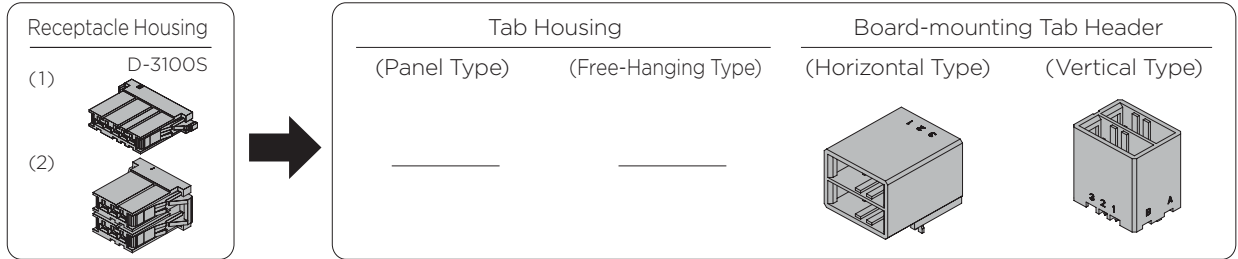 Receptacle Housing
D-3100S
(1)
(2)
Tab Housing
(Panel Type)
(Free-Hanging Type)
Board-mounting Tab Header
(Horizontal Type)
(Vertical Type)
3 2 1
3 2 1 B A